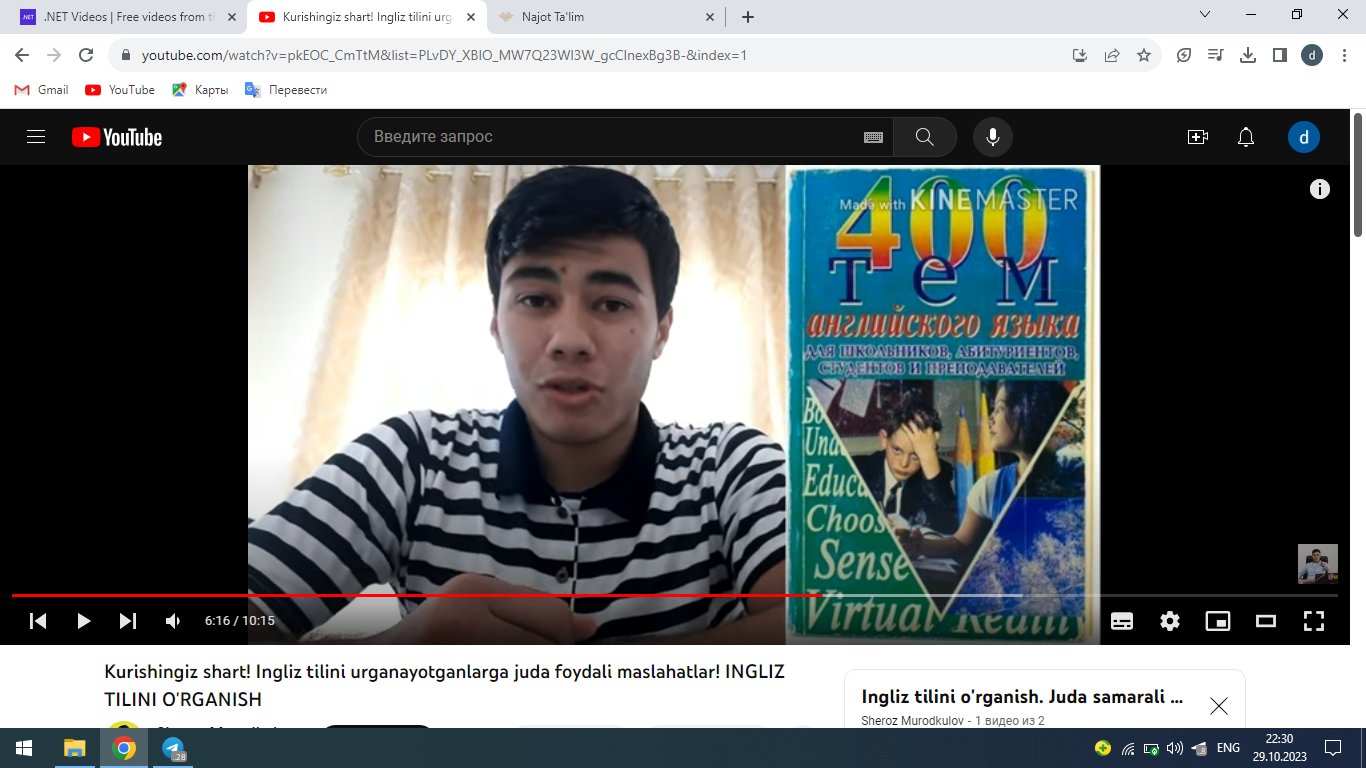 .NET Videos | Free videos from t
Kurishingiz shart! Ingliz tilini urg
Najot Ta'lim
youtube.com/watch?v=pkEOC_CmTtM&list=PLvDY_XBIO_MW7Q23WI3W_gcCInexBg3B-&index=1
d
Gmail
YouTube
Карты
Перевести
YouTube
Введите запрос
d
Made with KINEMASTER
400
тем
английского языка
для школьников, абитуриентов,
студентов и преподавателей
Bo
Und
Educa
Choos
Sense
Virtual Reality
6:16 / 10:15
Kurishingiz shart! Ingliz tilini urganayotganlarga juda foydali maslahatlar! INGLIZ
TILINI O'RGANISH
Ingliz tilini o'rganish. Juda samarali ...
Sheroz Murodkulov - 1 видео из 2
.NET
28
ENG
22:30
29.10.2023